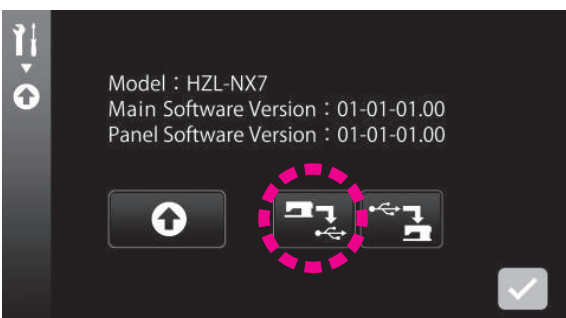 Model : HZL-NX7
Main Software Version : 01-01-01.00
Panel Software Version : 01-01-01.00